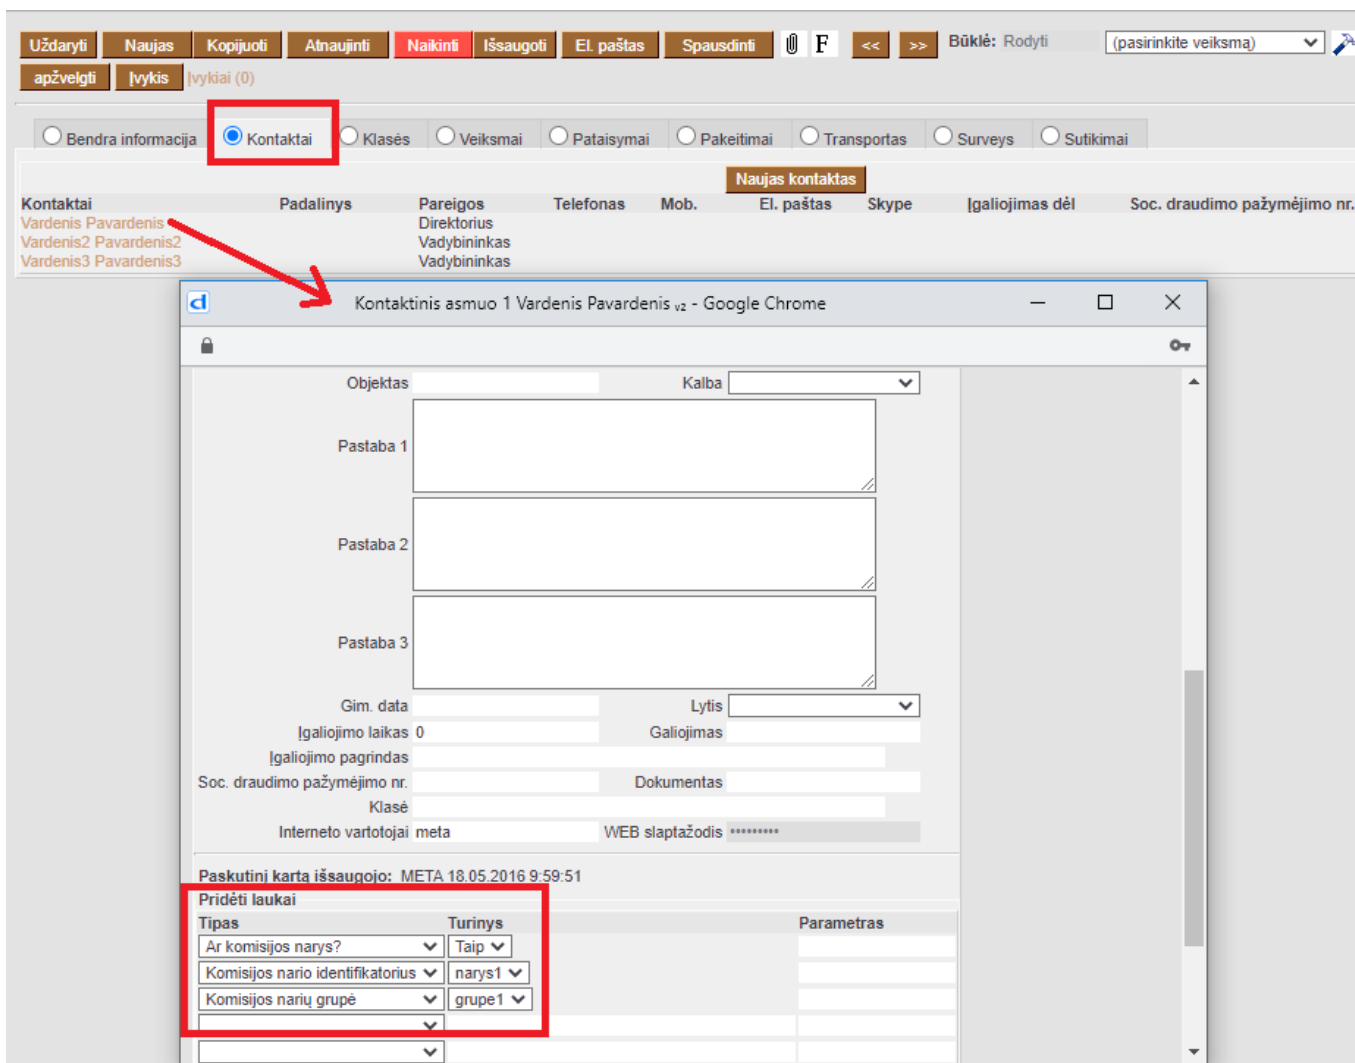 Uždaryti Naujas Kopijuoti Atnaujinti Naikinti Išsaugoti El. paštas Spausdinti F << >> Būklė: Rodyti (pasirinkite veiksmą)
apžvelgti Įvykis Įvykiai (0)
Bendra informacija Kontaktai Klasės Veiksmai Pataisymai Pakeitimai Transportas Surveys Sutikimai
Naujas kontaktas
Kontaktai Padalinys Pareigos Telefonas Mob. El. paštas Skype Įgaliojimas dėl Soc. draudimo pažymėjimo nr.
Vardenis Pavardenis Direktorius
Vardenis2 Pavardenis2 Vadybininkas
Vardenis3 Pavardenis3 Vadybininkas
d Kontaktinis asmuo 1 Vardenis Pavardenis v2 - Google Chrome
Objektas Kalba
Pastaba 1
Pastaba 2
Pastaba 3
Gim. data Lytis
Įgaliojimo laikas 0 Galiojimas
Įgaliojimo pagrindas
Soc. draudimo pažymėjimo nr. Dokumentas
Klasė
Interneto vartotojai meta WEB slaptažodis •••••••••
Paskutinį kartą išsaugojo: META 18.05.2016 9:59:51
Pridėti laukai
Tipas Turinys Parametras
Ar komisijos narys? Taip
Komisijos nario identifikatorius narys1
Komisijos narių grupė grupe1